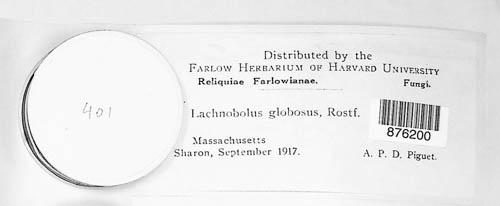 401
Distributed by the
FARLOW HERBARIUM OF HARVARD UNIVERSITY
Reliquiae Farlowianae. Fungi.
Lachnobolus globosus, Rostf.
876200
Massachusetts
Sharon, September 1917. A. P. D. Piguet.